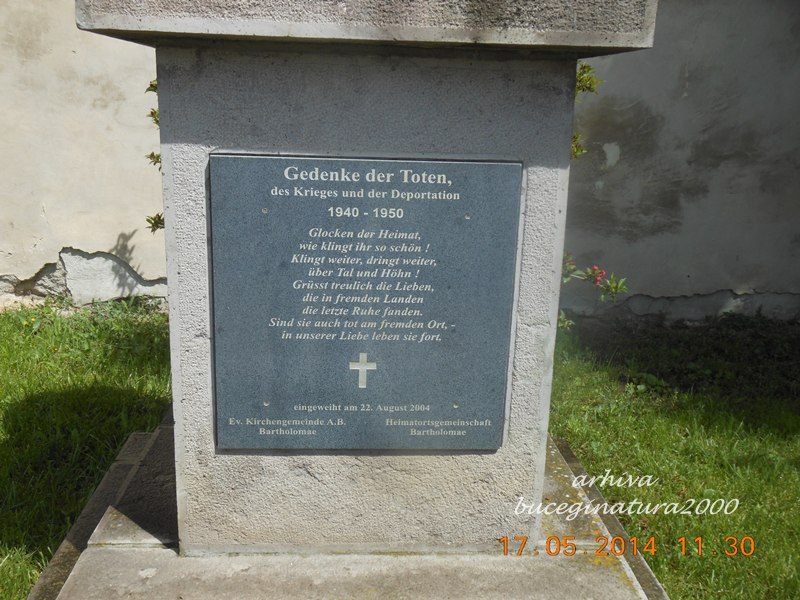 Gedenke der Toten,
des Krieges und der Deportation
1940 - 1950
Glocken der Heimat,
wie klingt ihr so schön !
Klingt weiter, dringt weiter,
über Tal und Höhn !
Grüsst treulich die Lieben,
die in fremden Landen
die letzte Ruhe fanden.
Sind sie auch tot am fremden Ort, -
in unserer Liebe leben sie fort.
eingeweiht am 22. August 2004
Ev. Kirchengemeinde A.B. Heimatortsgemeinschaft
Bartholomae Bartholomae
arhiva
buceginatura2000
17.05.2014 11:30